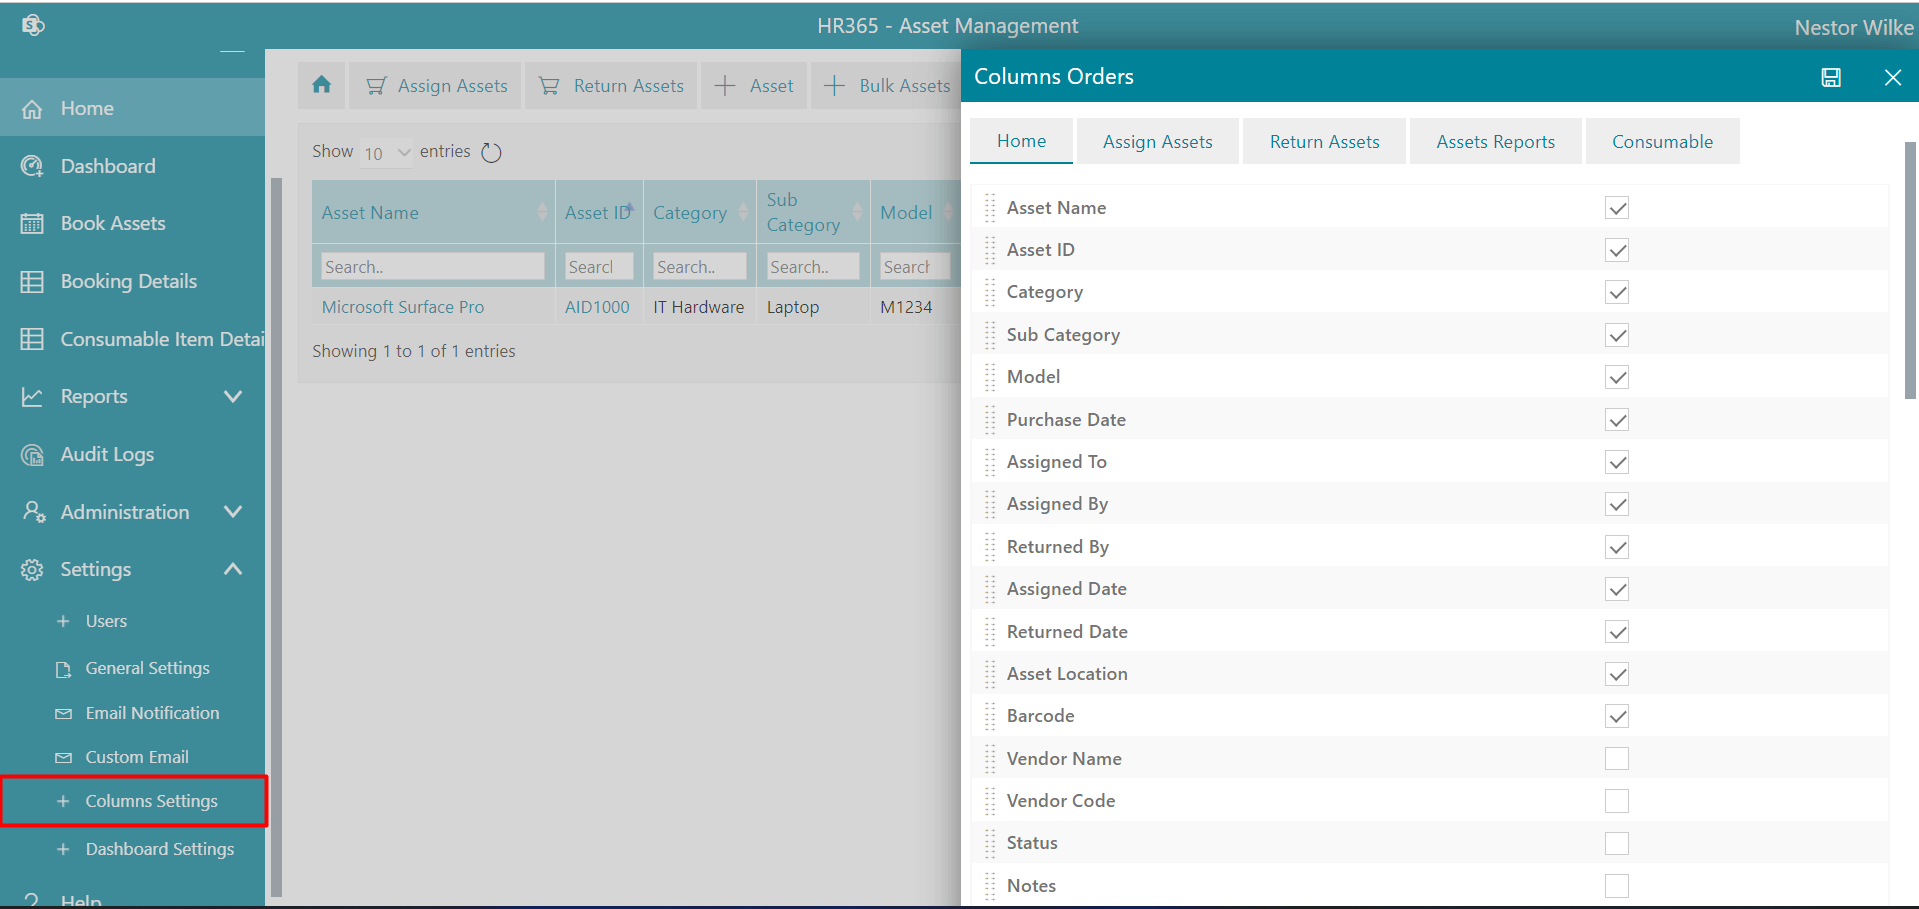 S
HR365 - Asset Management
Nestor Wilke
Home
Dashboard
Book Assets
Booking Details
Consumable Item Detai
Reports
Audit Logs
Administration
Settings
Users
General Settings
Email Notification
Custom Email
Columns Settings
Dashboard Settings
Help
Assign Assets
Return Assets
Asset
Bulk Assets
Show 10 entries
Asset Name
Asset ID
Category
Sub
Category
Model
Search..
Search
Search..
Search..
Search
Microsoft Surface Pro
AID1000
IT Hardware
Laptop
M1234
Showing 1 to 1 of 1 entries
Columns Orders
Home
Assign Assets
Return Assets
Assets Reports
Consumable
Asset Name
Asset ID
Category
Sub Category
Model
Purchase Date
Assigned To
Assigned By
Returned By
Assigned Date
Returned Date
Asset Location
Barcode
Vendor Name
Vendor Code
Status
Notes